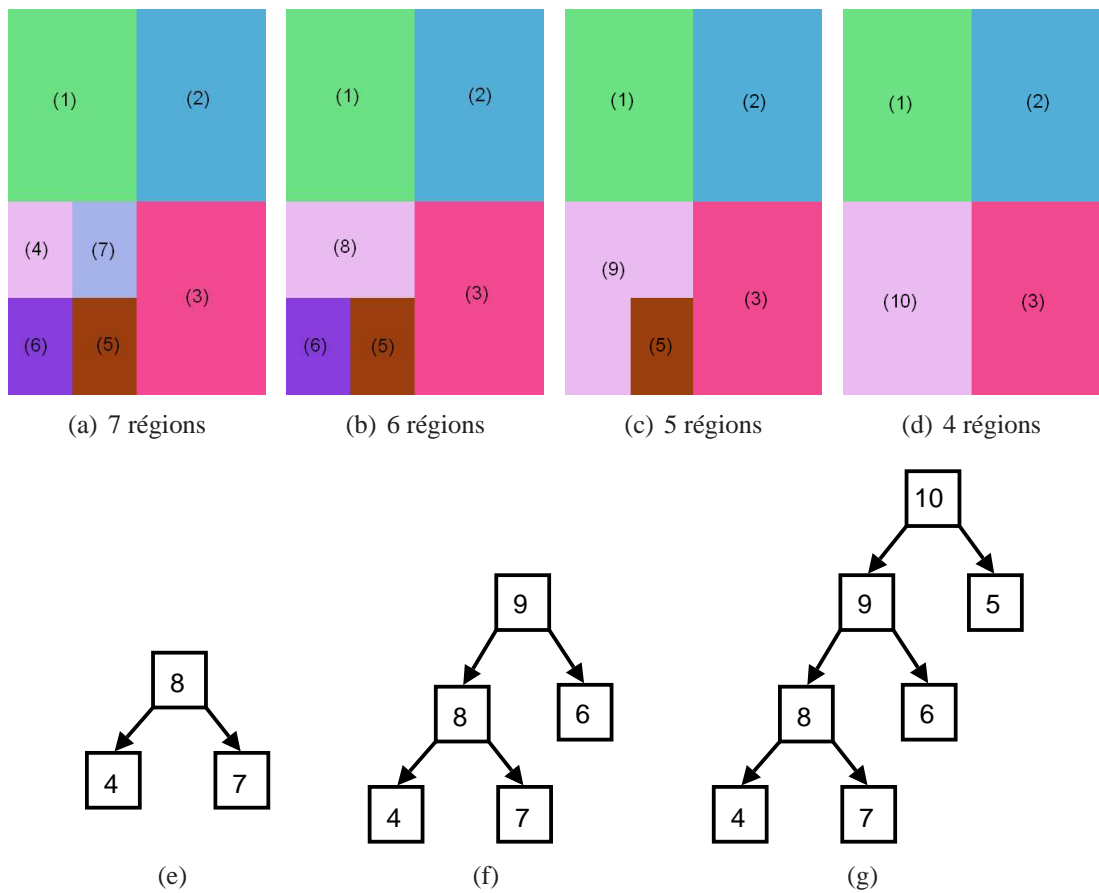 (1) (2) (1) (2) (1) (2) (1) (2)
(4) (7) (8) (9)
(3) (3) (10) (3) (3)
(6) (5) (6) (5) (5)
(a) 7 régions (b) 6 régions (c) 5 régions (d) 4 régions
10
9 9 5
8 8 6 8 6
4 7 4 7 4 7
(e) (f) (g)